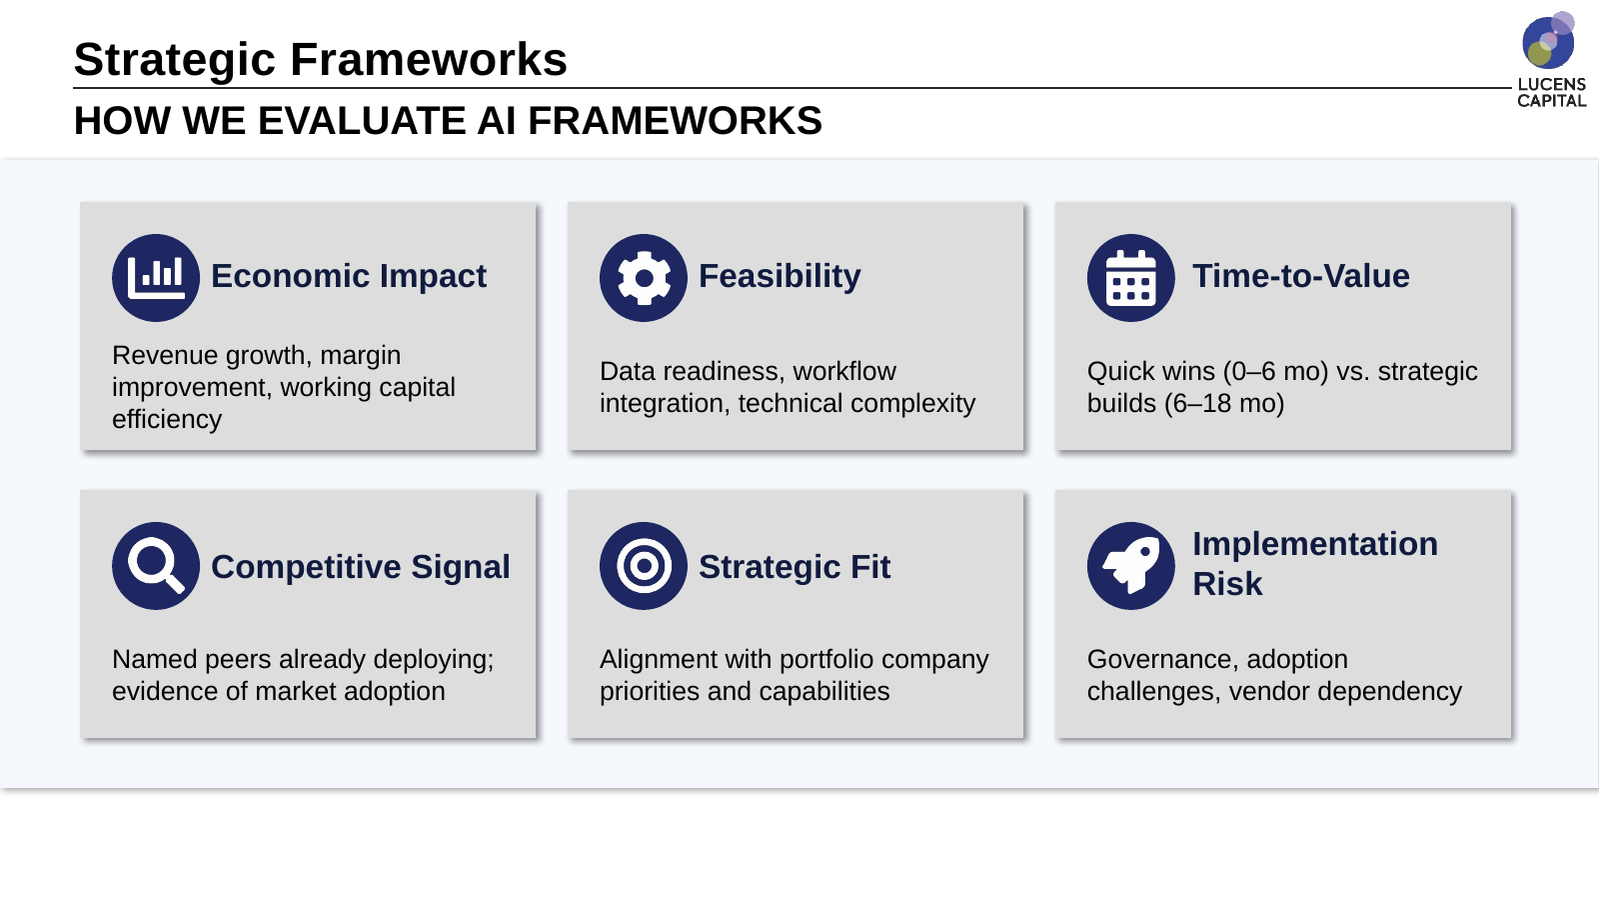 Strategic Frameworks
LUCENS
CAPITAL
HOW WE EVALUATE AI FRAMEWORKS
Economic Impact
Revenue growth, margin
improvement, working capital
efficiency
Feasibility
Data readiness, workflow
integration, technical complexity
Time-to-Value
Quick wins (0–6 mo) vs. strategic
builds (6–18 mo)
Competitive Signal
Named peers already deploying;
evidence of market adoption
Strategic Fit
Alignment with portfolio company
priorities and capabilities
Implementation
Risk
Governance, adoption
challenges, vendor dependency